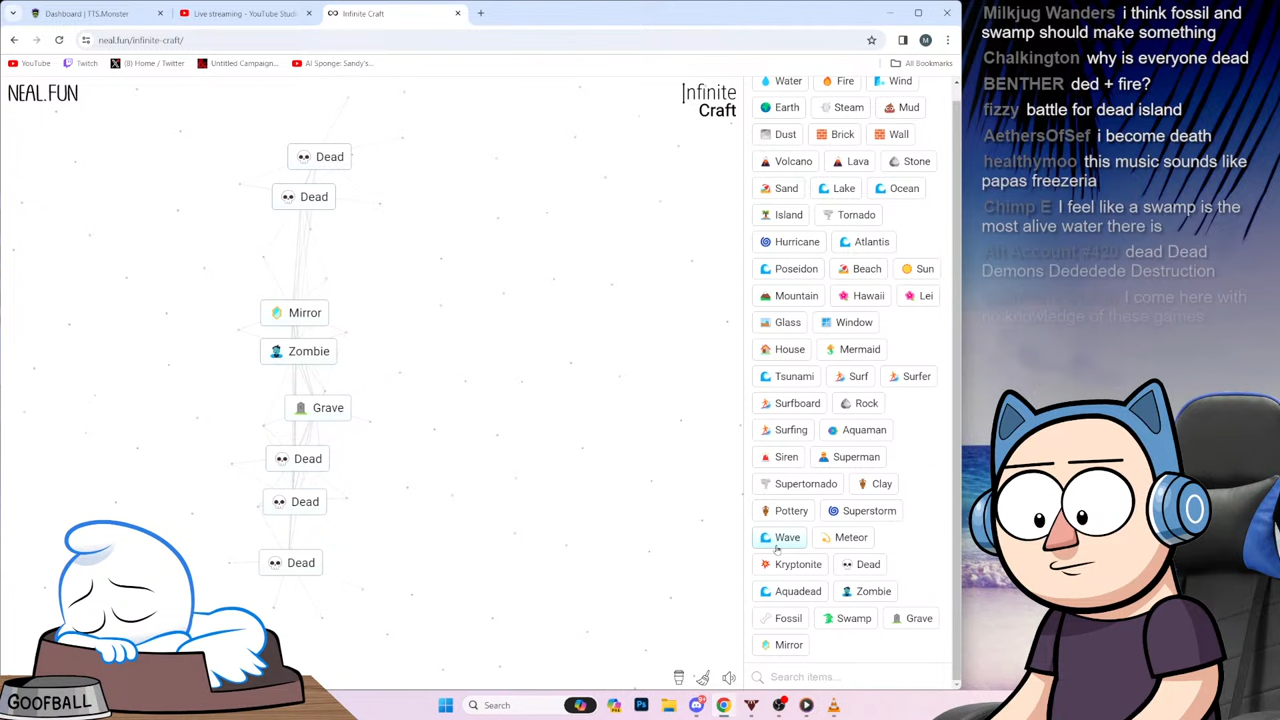 Dashboard | TTS.Monster
Live streaming - YouTube Studio
Infinite Craft
neal.fun/infinite-craft/
YouTube
Twitch
(8) Home / Twitter
Untitled Campaign...
AI Sponge: Sandy's...
All Bookmarks
NEAL.FUN
Infinite
Craft
Dead
Dead
Mirror
Zombie
Grave
Dead
Dead
Dead
Water Fire Wind
Earth Steam Mud
Dust Brick Wall
Volcano Lava Stone
Sand Lake Ocean
Island Tornado
Hurricane Atlantis
Poseidon Beach Sun
Mountain Hawaii Lei
Glass Window
House Mermaid
Tsunami Surf Surfer
Surfboard Rock
Surfing Aquaman
Siren Superman
Supertornado Clay
Pottery Superstorm
Wave Meteor
Kryptonite Dead
Aquadead Zombie
Fossil Swamp Grave
Mirror
Search items...
Search
GOOFBALL
Milkjug Wanders i think fossil and
swamp should make something
Chalkington why is everyone dead
BENTHER ded + fire?
fizzy battle for dead island
AethersOfSef i become death
healthymoo this music sounds like
papas freezeria
Chimp E I feel like a swamp is the
most alive water there is
Alt Account #420 dead Dead
Demons Dededede Destruction
I come here with
no knowledge of these games